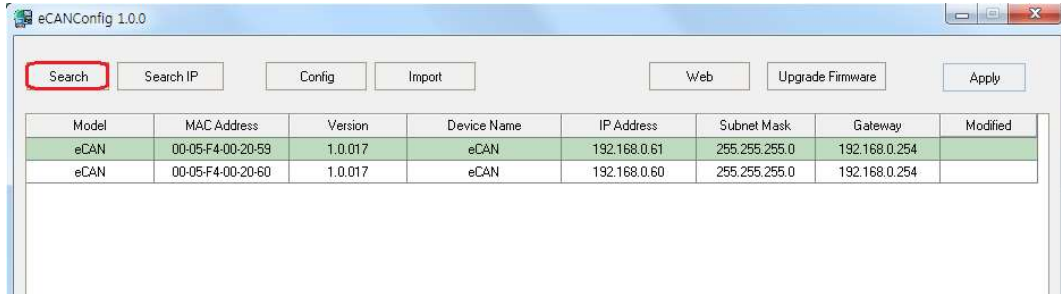 eCANConfig 1.0.0
Search Search IP Config Import Web Upgrade Firmware Apply
Model MAC Address Version Device Name IP Address Subnet Mask Gateway Modified
eCAN 00-05-F4-00-20-59 1.0.017 eCAN 192.168.0.61 255.255.255.0 192.168.0.254
eCAN 00-05-F4-00-20-60 1.0.017 eCAN 192.168.0.60 255.255.255.0 192.168.0.254